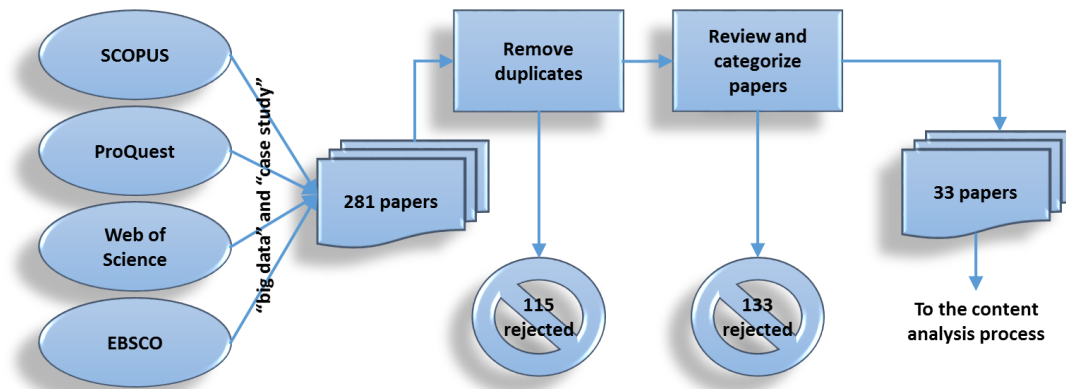 SCOPUS
ProQuest
Web of
Science
EBSCO
“big data” and “case study”
281 papers
Remove
duplicates
115
rejected
Review and
categorize
papers
133
rejected
33 papers
To the content
analysis process